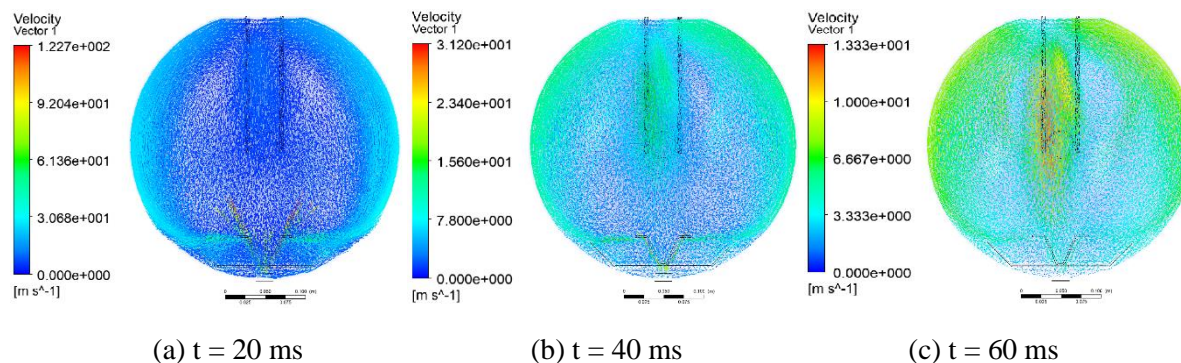 Velocity
Vector 1
1.227e+002
9.204e+001
6.136e+001
3.068e+001
0.000e+000
[m s^-1]
Velocity
Vector 1
3.120e+001
2.340e+001
1.560e+001
7.800e+000
0.000e+000
[m s^-1]
Velocity
Vector 1
1.333e+001
1.000e+001
6.667e+000
3.333e+000
0.000e+000
[m s^-1]
(a) t = 20 ms
(b) t = 40 ms
(c) t = 60 ms